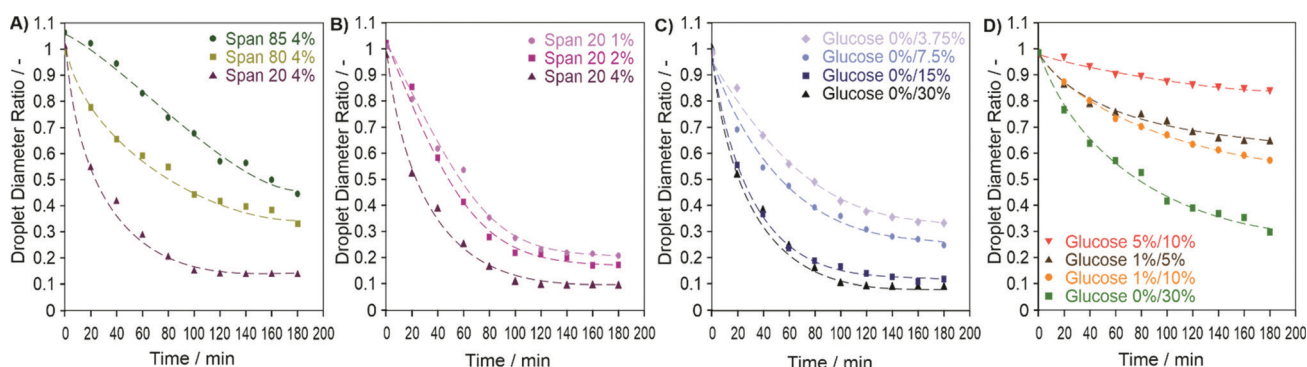 A)
Droplet Diameter Ratio / -
1.1
1
0.9
0.8
0.7
0.6
0.5
0.4
0.3
0.2
0.1
0
Span 85 4%
Span 80 4%
Span 20 4%
0 20 40 60 80 100 120 140 160 180 200
Time / min
B)
Droplet Diameter Ratio / -
1.1
1
0.9
0.8
0.7
0.6
0.5
0.4
0.3
0.2
0.1
0
Span 20 1%
Span 20 2%
Span 20 4%
0 20 40 60 80 100 120 140 160 180 200
Time / min
C)
Droplet Diameter Ratio / -
1.1
1
0.9
0.8
0.7
0.6
0.5
0.4
0.3
0.2
0.1
0
Glucose 0%/3.75%
Glucose 0%/7.5%
Glucose 0%/15%
Glucose 0%/30%
0 20 40 60 80 100 120 140 160 180 200
Time / min
D)
Droplet Diameter Ratio / -
1.1
1
0.9
0.8
0.7
0.6
0.5
0.4
0.3
0.2
0.1
0
Glucose 5%/10%
Glucose 1%/5%
Glucose 1%/10%
Glucose 0%/30%
0 20 40 60 80 100 120 140 160 180 200
Time / min